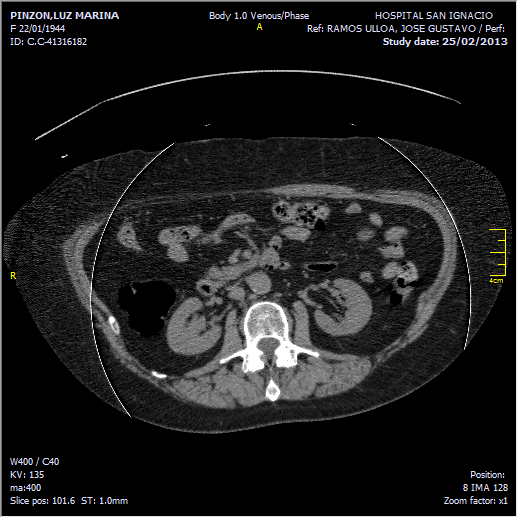 PINZON,LUZ MARINA
F 22/01/1944
ID: C.C-41316182
Body 1.0 Venous/Phase
A
HOSPITAL SAN IGNACIO
Ref: RAMOS ULLOA, JOSE GUSTAVO / Perf:
Study date: 25/02/2013
R
4cm
W400 / C40
KV: 135
ma:400
Slice pos: 101.6 ST: 1.0mm
Position:
8 IMA 128
Zoom factor: x1